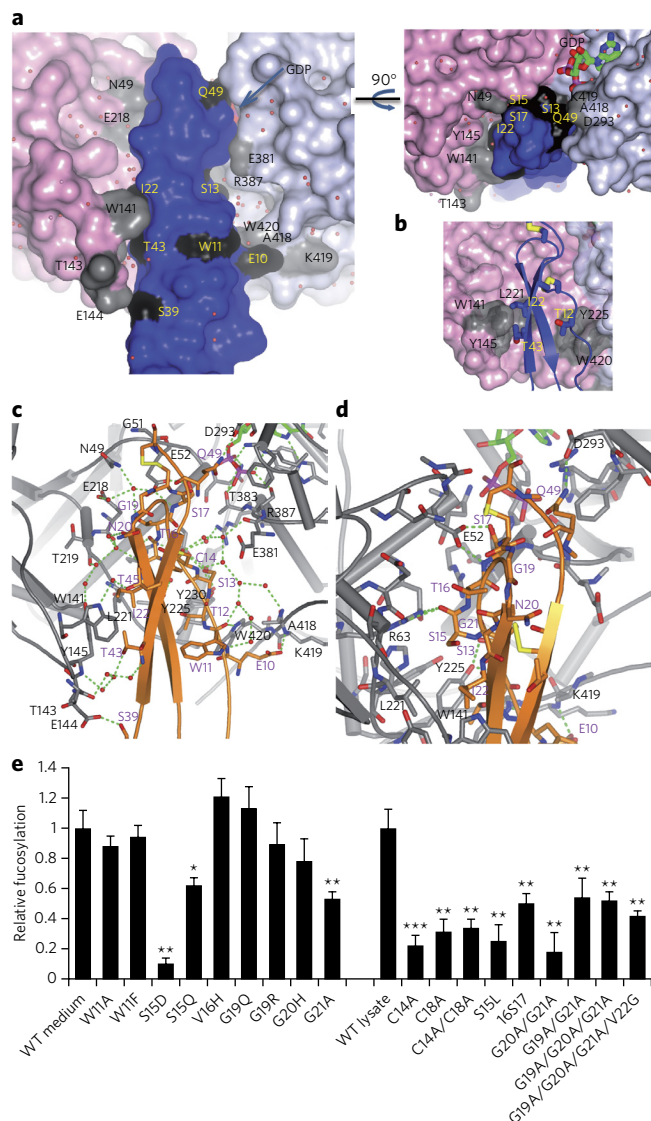 a
N49
Q49
GDP
E218
E381
I22
S13
R387
W141
W420
A418
T43
W11
T143
E10
K419
E144
S39
90°
GDP
N49
S15
K419
S13
A418
S17
Q49
D293
Y145
I22
W141
T143
b
L221
I22
W141
T12
Y225
Y145
T43
W420
c
G51
D293
N49
E52
Q49
E218
G19
S17
T383
N20
R387
T219
C14
E381
W141
T45
Y230
S13
L221
I22
Y225
T12
Y145
T43
W420
A418
W11
K419
T143
E10
E144
S39
d
D293
Q49
S17
E52
G19
T16
N20
R63
G21
S15
S13
Y225
I22
L221
K419
W141
E10
e
Relative fucosylation
1.4
1.2
1
0.8
0.6
0.4
0.2
0
**
*
**
***
**
**
**
**
**
**
**
**
WT medium
W11A
W11F
S15D
S15Q
V16H
G19Q
G19R
G20H
G21A
WT lysate
C14A
C18A
C14A/C18A
S15L
16S17
G20A/G21A
G19A/G21A
G19A/G20A/G21A
G19A/G20A/G21A/V22G